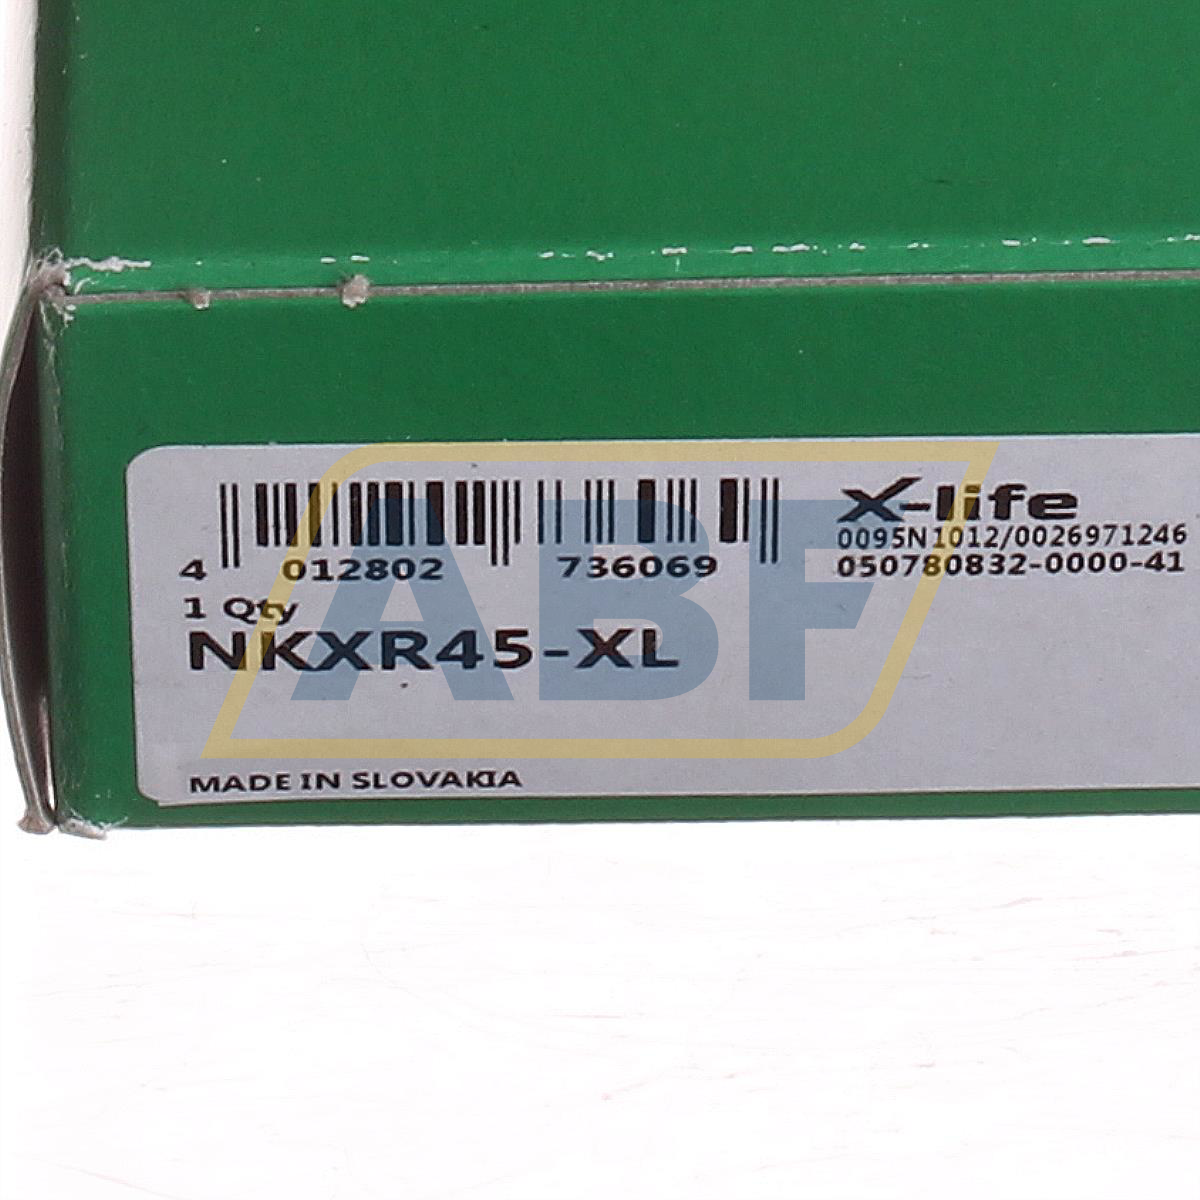 4 012802 736069
X-life
0095N1012/0026971246
050780832-0000-41
1 Qty
NKXR45-XL
ABF
MADE IN SLOVAKIA